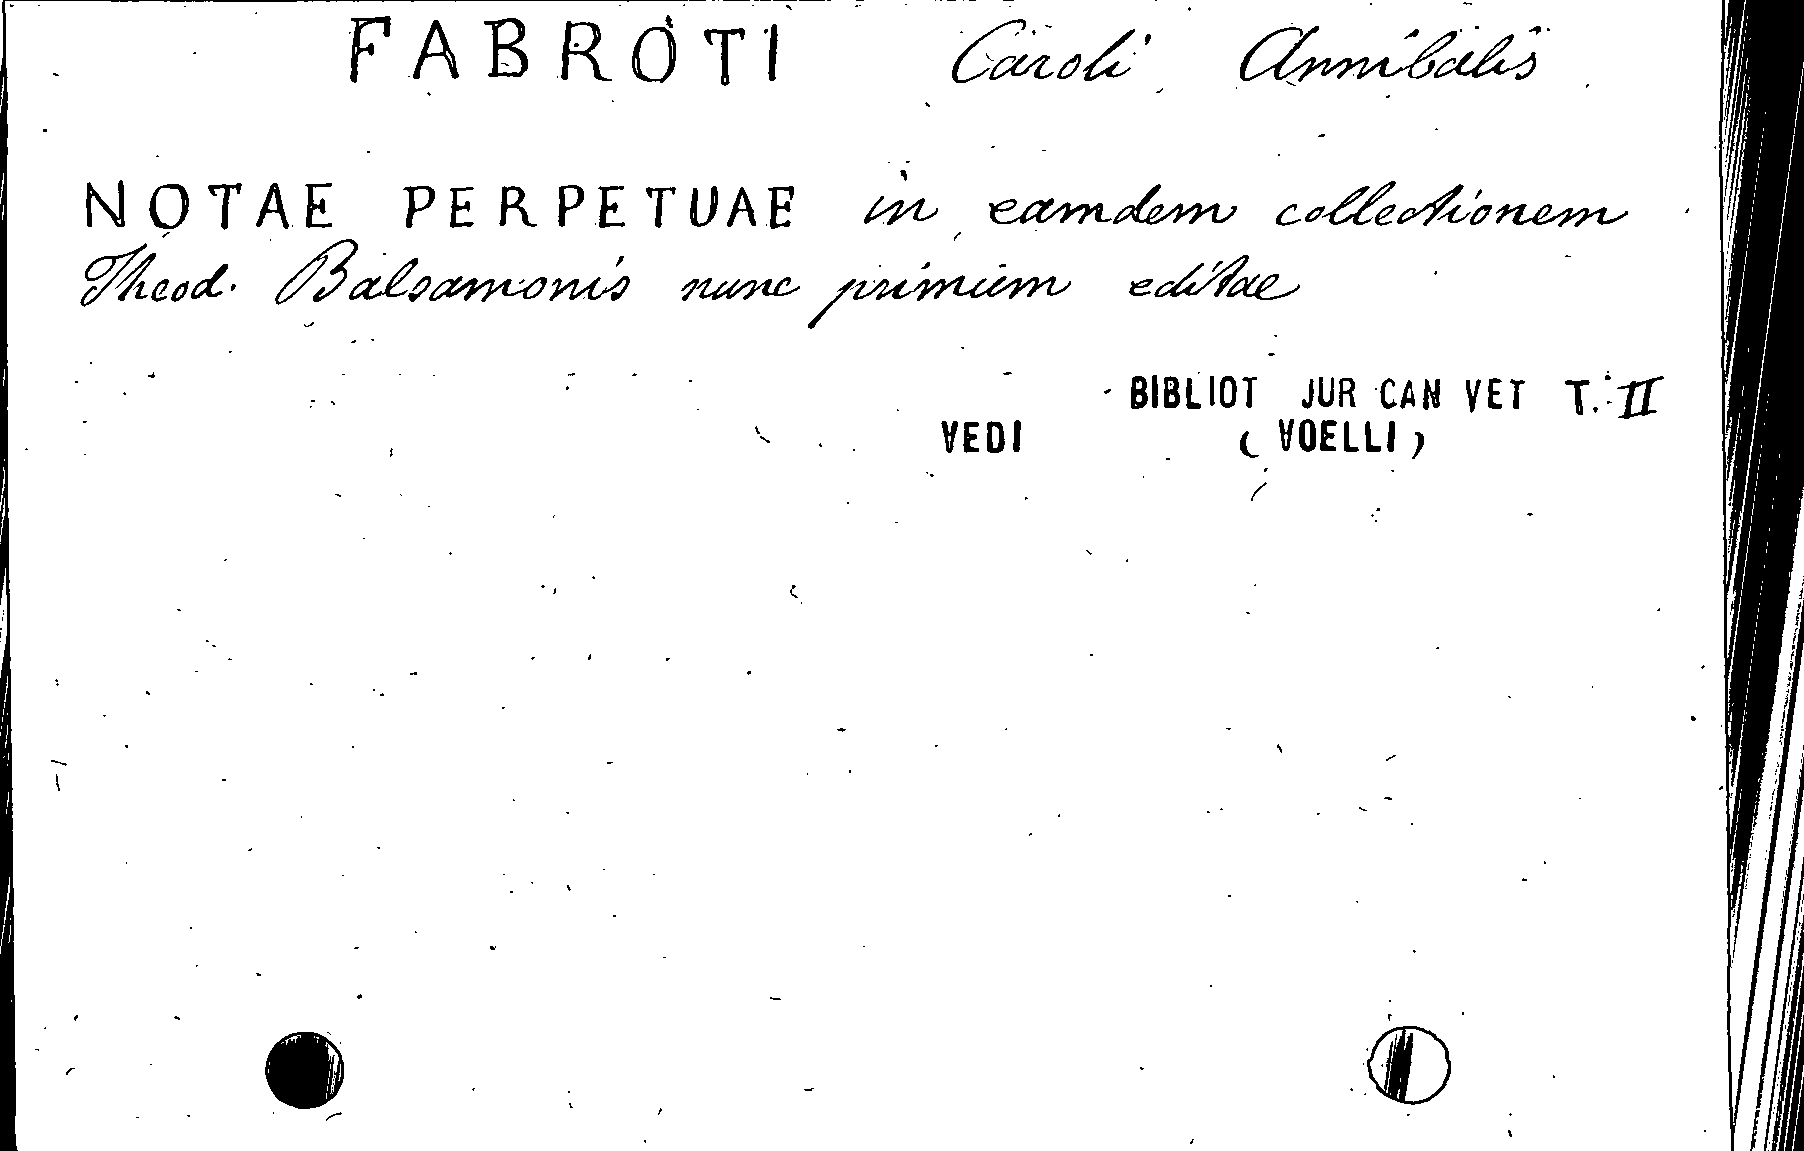 FABROTI Caroli Annibalis
NOTAE PERPETUAE in eamdem collectionem
Theod. Balsamonis nunc primum editae
BIBLIOT JUR CAN VET T. II
VEDI ( VOELLI )